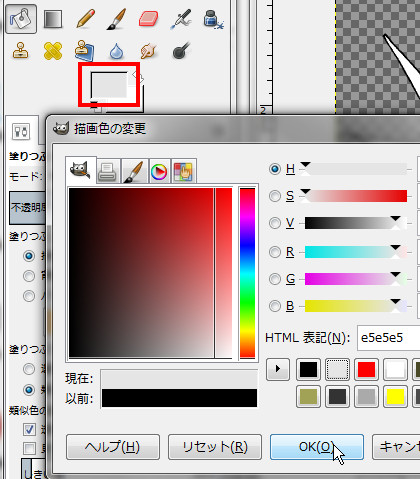 2
描画色の変更
塗りつぶ
モード:
不透明
塗りつぶ
塗りつぶ
類似色の
H
S
V
R
G
B
HTML 表記(N): e5e5e5
現在:
以前:
ヘルプ(H) リセット(R) OK(O) キャンセ